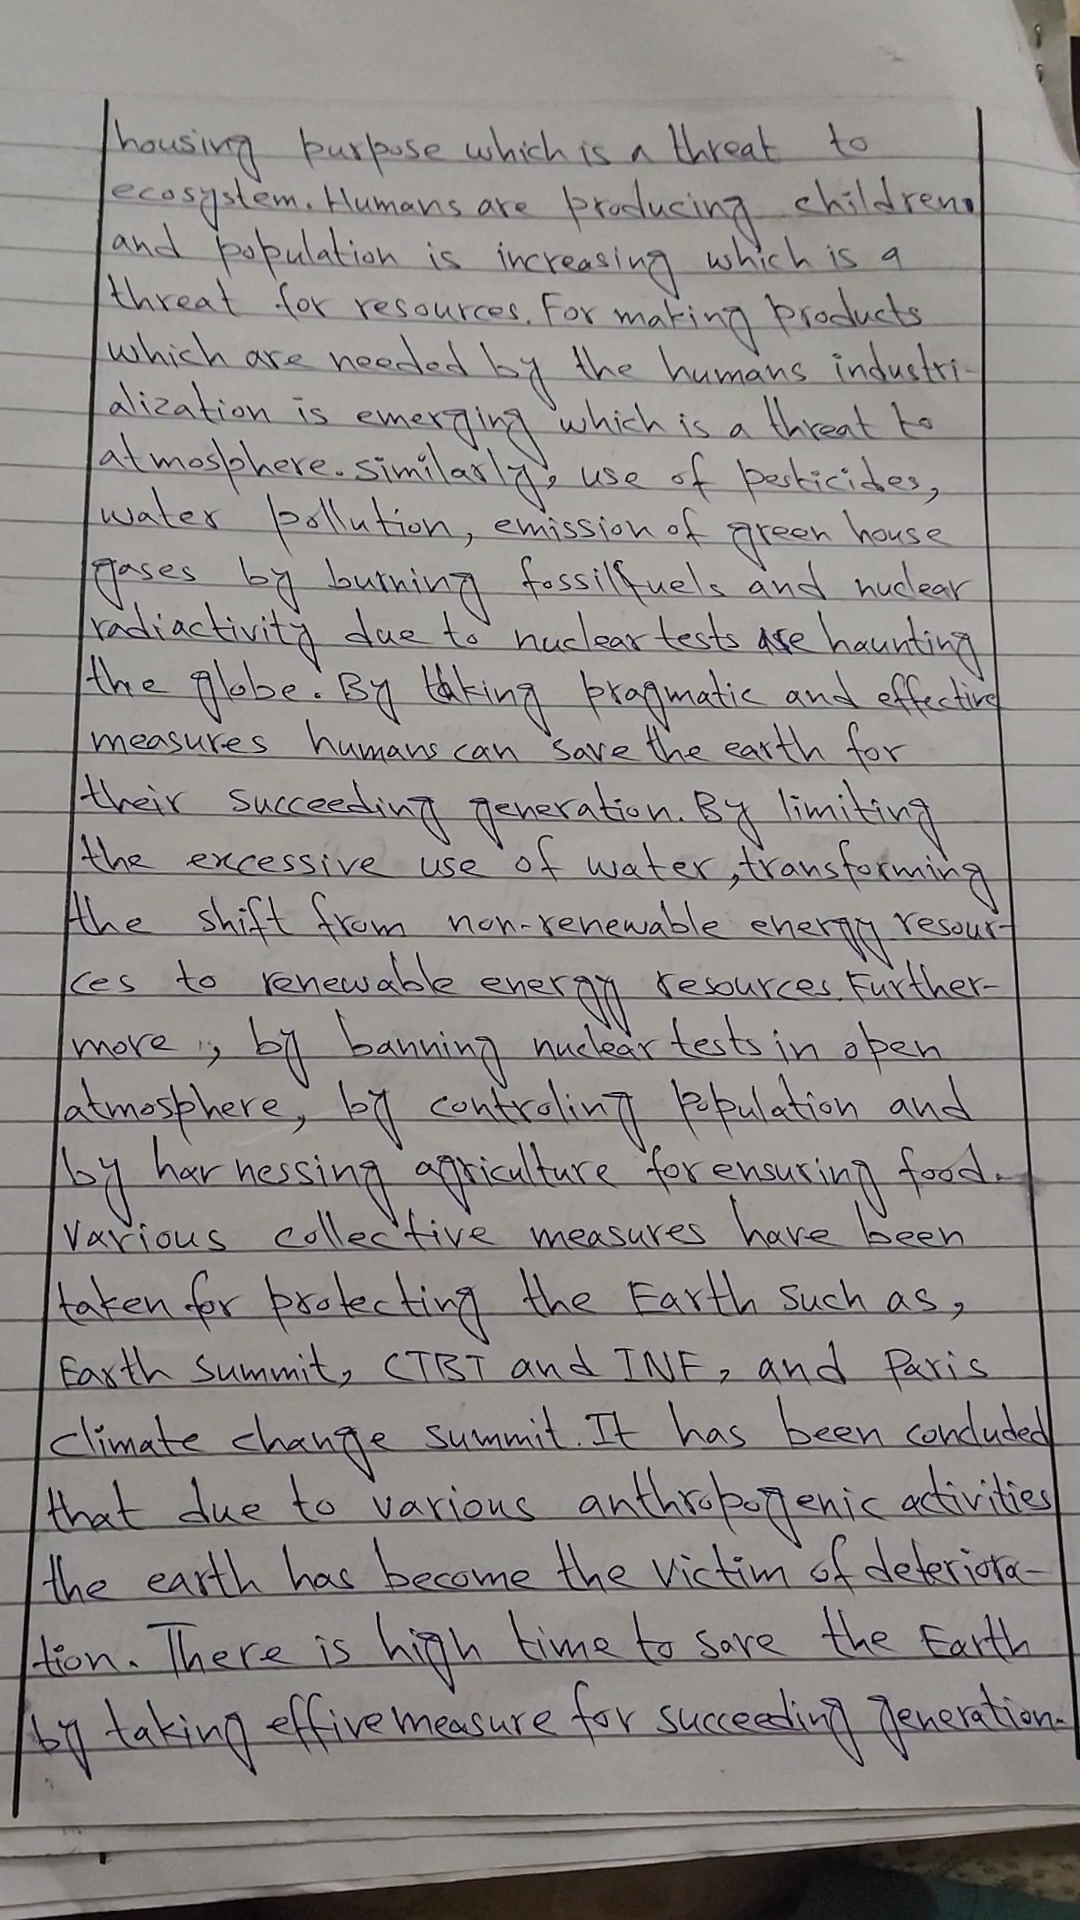 housing purpose which is a threat to
ecosystem. Humans are producing children
and population is increasing which is a
threat for resources. For making products
which are needed by the humans industri-
alization is emerging which is a threat to
atmosphere. Similarly, use of pesticides,
water pollution, emission of green house
gases by burning fossilfuels and nuclear
radiactivity due to nuclear tests are haunting
the globe. By taking pragmatic and effective
measures humans can save the earth for
their succeeding generation. By limiting
the excessive use of water, transforming
the shift from non-renewable energy resour-
ces to renewable energy resources. Further-
more, by banning nuclear tests in open
atmosphere, by controling population and
by harnessing agriculture for ensuring food.
Various collective measures have been
taken for protecting the Earth such as,
Earth Summit, CTBT and INF, and Paris
climate change summit. It has been concluded
that due to various anthropogenic activities
the earth has become the victim of deteriora-
tion. There is high time to save the Earth
by taking effive measure for succeeding generation.